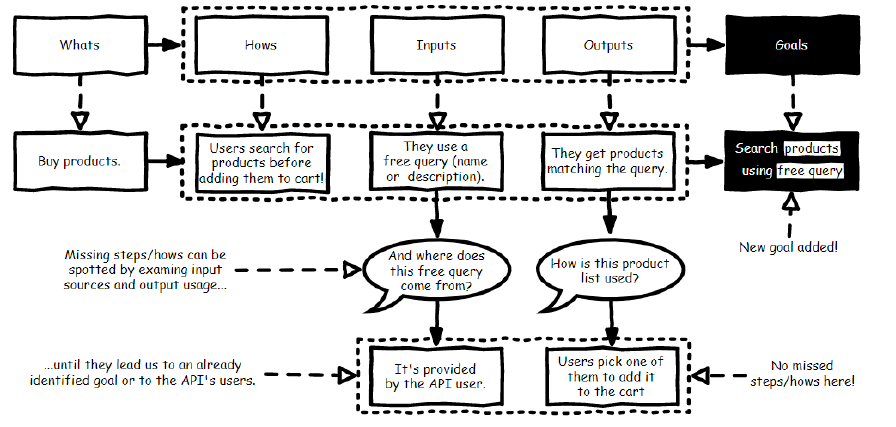 Whats
Hows
Inputs
Outputs
Goals
Buy products.
Users search for
products before
adding them to cart!
They use a
free query (name
or description).
They get products
matching the query.
Search products
using free query
New goal added!
Missing steps/hows can be
spotted by examing input
sources and output usage...
And where does
this free query
come from?
How is this product
list used?
...until they lead us to an already
identified goal or to the API's users.
It's provided
by the API user.
Users pick one of
them to add it
to the cart
No missed
steps/hows here!